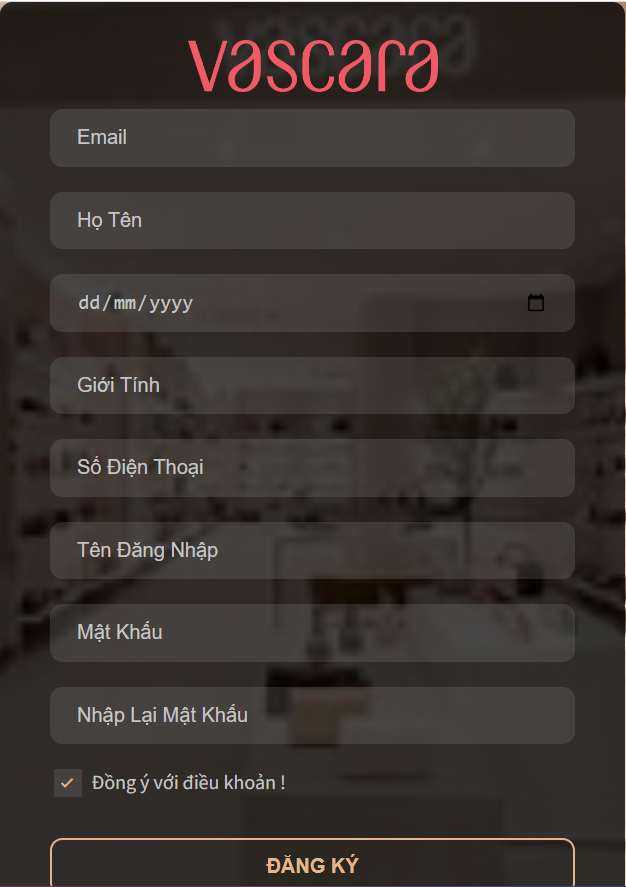 vascara
Email
Họ Tên
dd/mm/yyyy
Giới Tính
Số Điện Thoại
Tên Đăng Nhập
Mật Khẩu
Nhập Lại Mật Khẩu
Đồng ý với điều khoản !
ĐĂNG KÝ